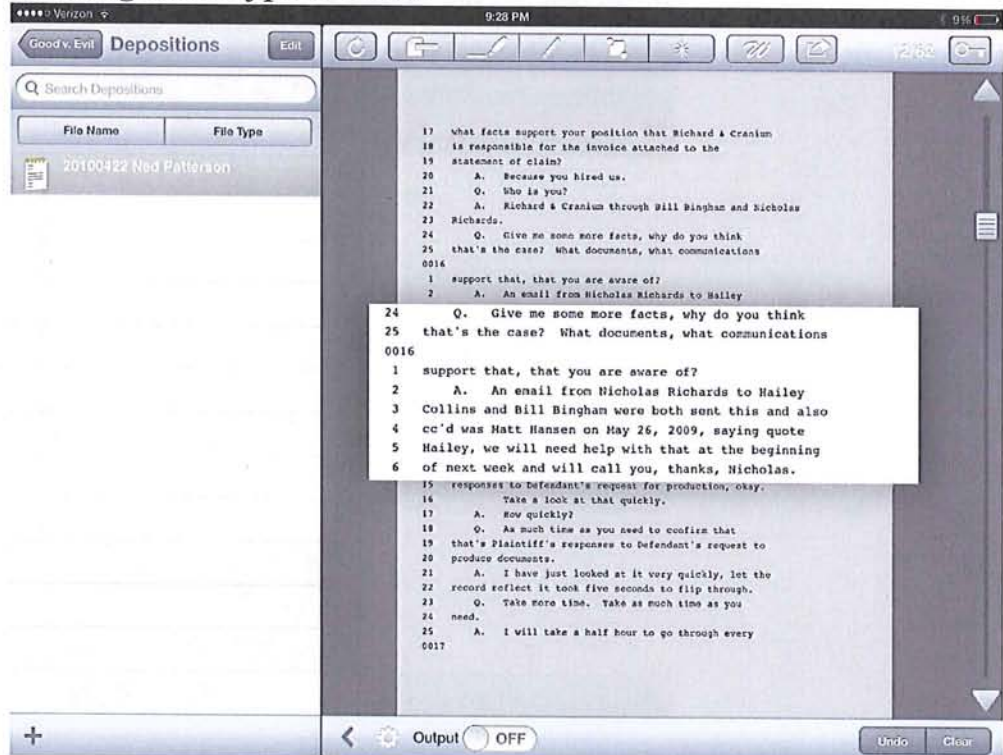 Verizon
9:28 PM
9%
Good v. Evil
Depositions
Edit
Search Depositions
File Name
File Type
20100422 Ned Patterson
17 what facts support your position that Richard & Cranium
18 is responsible for the invoice attached to the
19 statement of claim?
20 A. Because you hired us.
21 Q. Who is you?
22 A. Richard & Cranium through Bill Bingham and Nicholas
23 Richards.
24 Q. Give me some more facts, why do you think
25 that's the case? What documents, what communications
0016
1 support that, that you are aware of?
2 A. An email from Nicholas Richards to Hailey
24 Q. Give me some more facts, why do you think
25 that's the case? What documents, what communications
0016
1 support that, that you are aware of?
2 A. An email from Nicholas Richards to Hailey
3 Collins and Bill Bingham were both sent this and also
4 cc'd was Matt Hansen on May 26, 2009, saying quote
5 Hailey, we will need help with that at the beginning
6 of next week and will call you, thanks, Nicholas.
15 responses to Defendant's request for production, okay.
16 Take a look at that quickly.
17 A. How quickly?
18 Q. As much time as you need to confirm that
19 that's Plaintiff's responses to Defendant's request to
20 produce documents.
21 A. I have just looked at it very quickly, let the
22 record reflect it took five seconds to flip through.
23 Q. Take more time. Take as much time as you
24 need.
25 A. I will take a half hour to go through every
0017
Output OFF
Undo
Clear